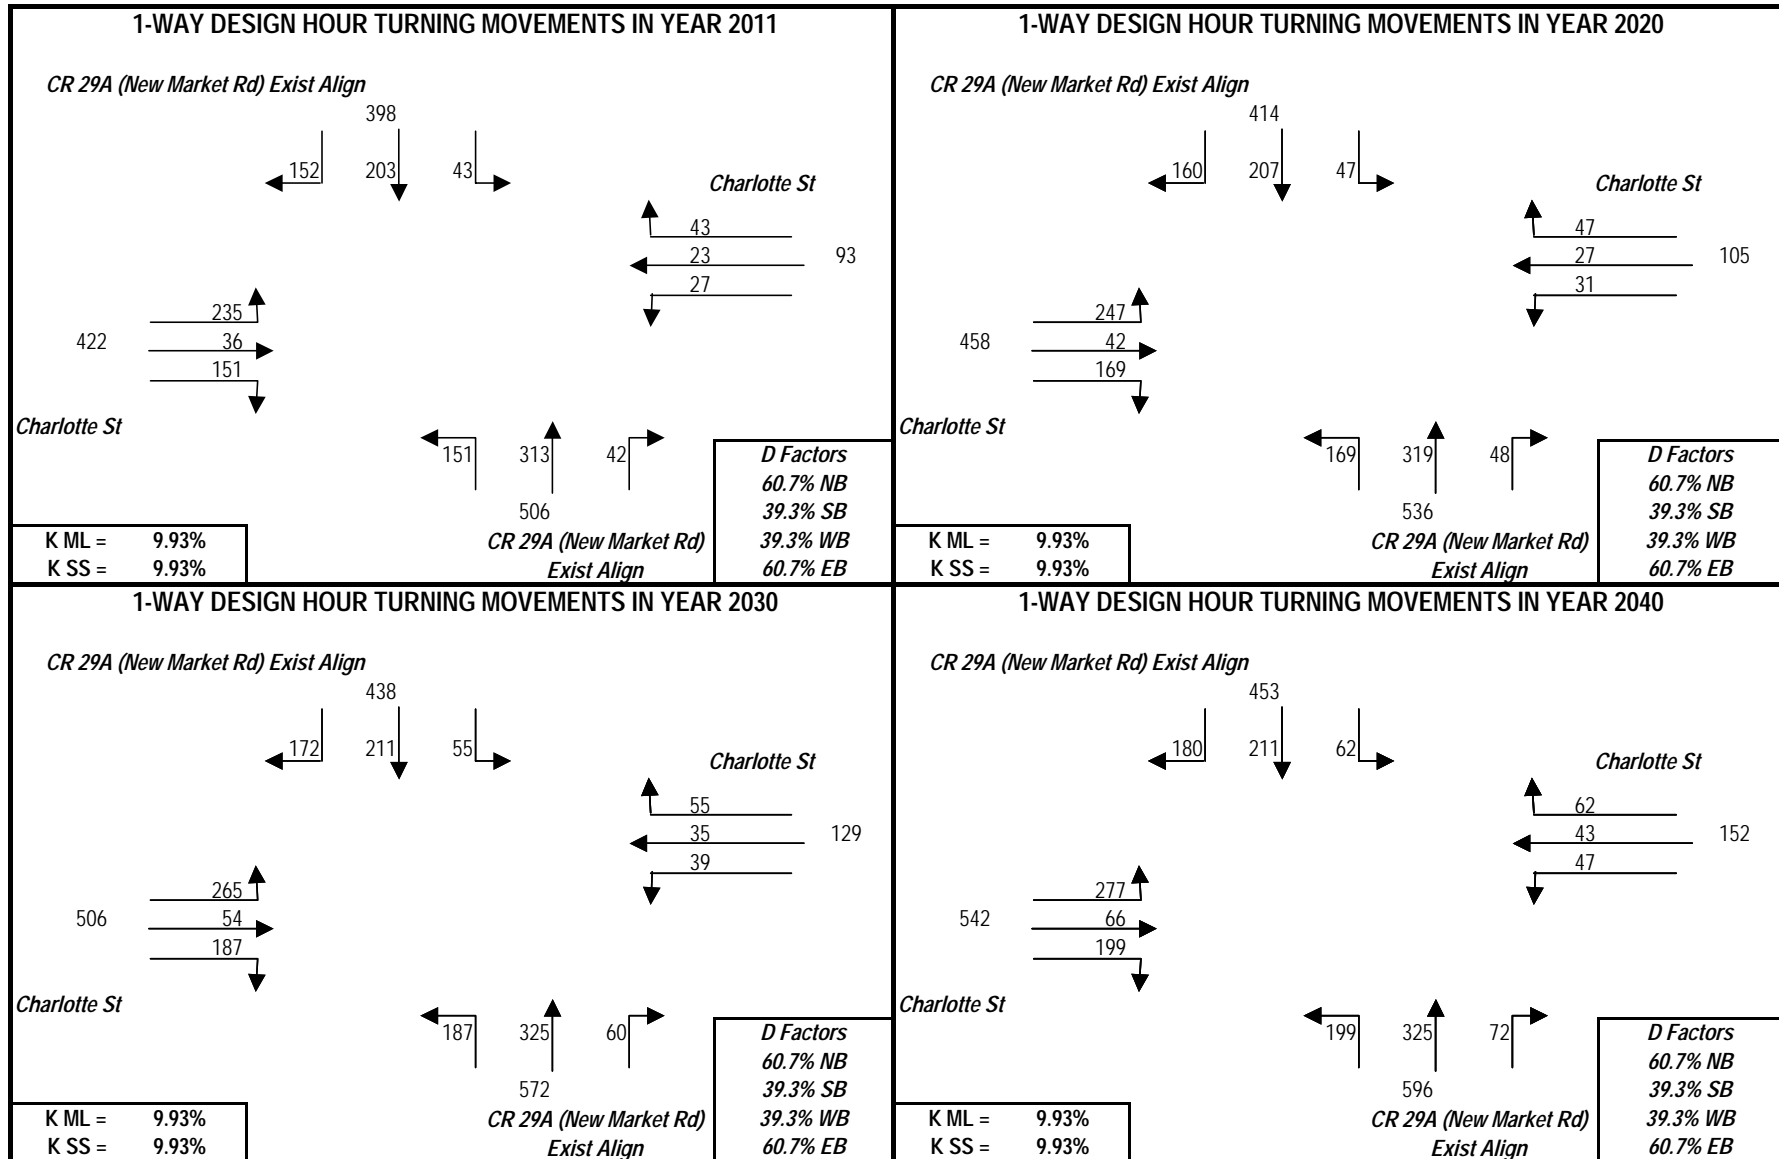 1-WAY DESIGN HOUR TURNING MOVEMENTS IN YEAR 2011
CR 29A (New Market Rd) Exist Align
398
152 203 43
Charlotte St
43
23 93
27
235
422 36
151
Charlotte St
151 313 42
506
CR 29A (New Market Rd)
Exist Align
D Factors
60.7% NB
39.3% SB
39.3% WB
60.7% EB
K ML = 9.93%
K SS = 9.93%
1-WAY DESIGN HOUR TURNING MOVEMENTS IN YEAR 2020
CR 29A (New Market Rd) Exist Align
414
160 207 47
Charlotte St
47
27 105
31
247
458 42
169
Charlotte St
169 319 48
536
CR 29A (New Market Rd)
Exist Align
D Factors
60.7% NB
39.3% SB
39.3% WB
60.7% EB
K ML = 9.93%
K SS = 9.93%
1-WAY DESIGN HOUR TURNING MOVEMENTS IN YEAR 2030
CR 29A (New Market Rd) Exist Align
438
172 211 55
Charlotte St
55
35 129
39
265
506 54
187
Charlotte St
187 325 60
572
CR 29A (New Market Rd)
Exist Align
D Factors
60.7% NB
39.3% SB
39.3% WB
60.7% EB
K ML = 9.93%
K SS = 9.93%
1-WAY DESIGN HOUR TURNING MOVEMENTS IN YEAR 2040
CR 29A (New Market Rd) Exist Align
453
180 211 62
Charlotte St
62
43 152
47
277
542 66
199
Charlotte St
199 325 72
596
CR 29A (New Market Rd)
Exist Align
D Factors
60.7% NB
39.3% SB
39.3% WB
60.7% EB
K ML = 9.93%
K SS = 9.93%